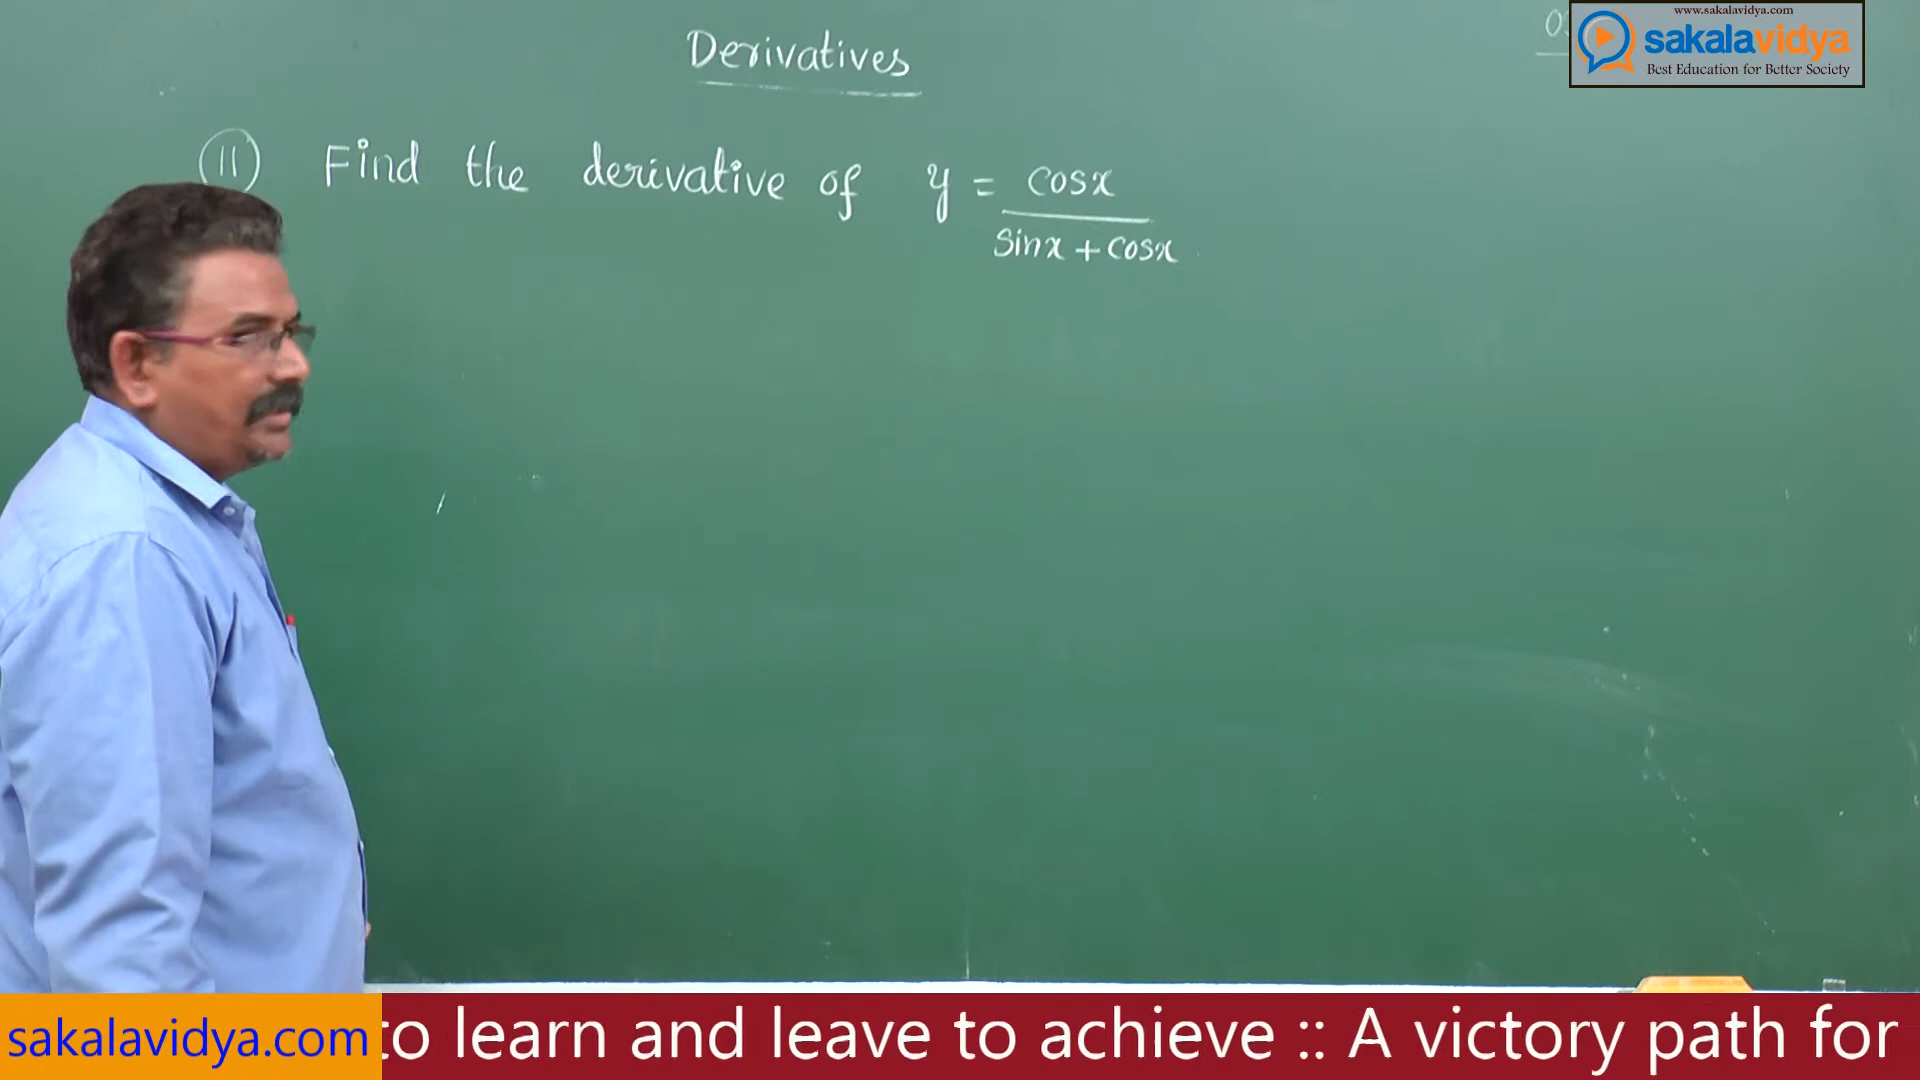 Derivatives
www.sakalavidya.com
sakalavidya
Best Education for Better Society
(11) Find the derivative of y = cosx
sinx + cosx
sakalavidya.com to learn and leave to achieve :: A victory path for